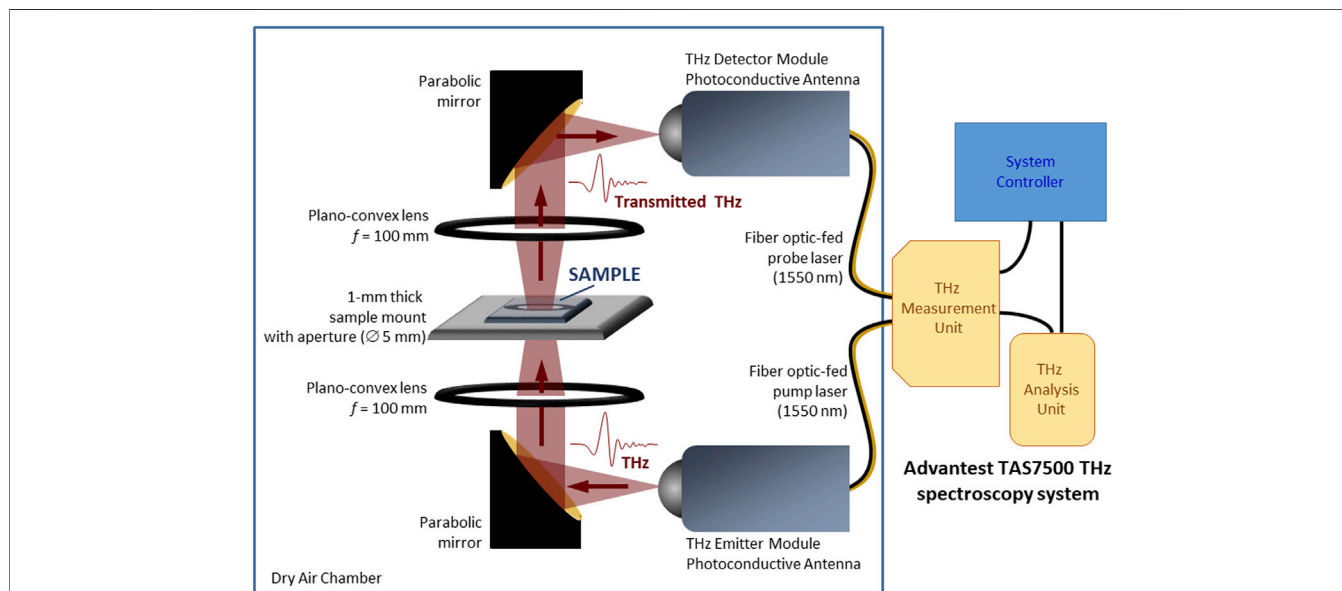 THz Detector Module
Photoconductive Antenna
Parabolic
mirror
System
Controller
Transmitted THz
Plano-convex lens
f = 100 mm
Fiber optic-fed
probe laser
(1550 nm)
SAMPLE
1-mm thick
sample mount
with aperture (∅ 5 mm)
THz
Measurement
Unit
Plano-convex lens
f = 100 mm
Fiber optic-fed
pump laser
(1550 nm)
THz
Analysis
Unit
THz
Advantest TAS7500 THz
spectroscopy system
Parabolic
mirror
THz Emitter Module
Photoconductive Antenna
Dry Air Chamber